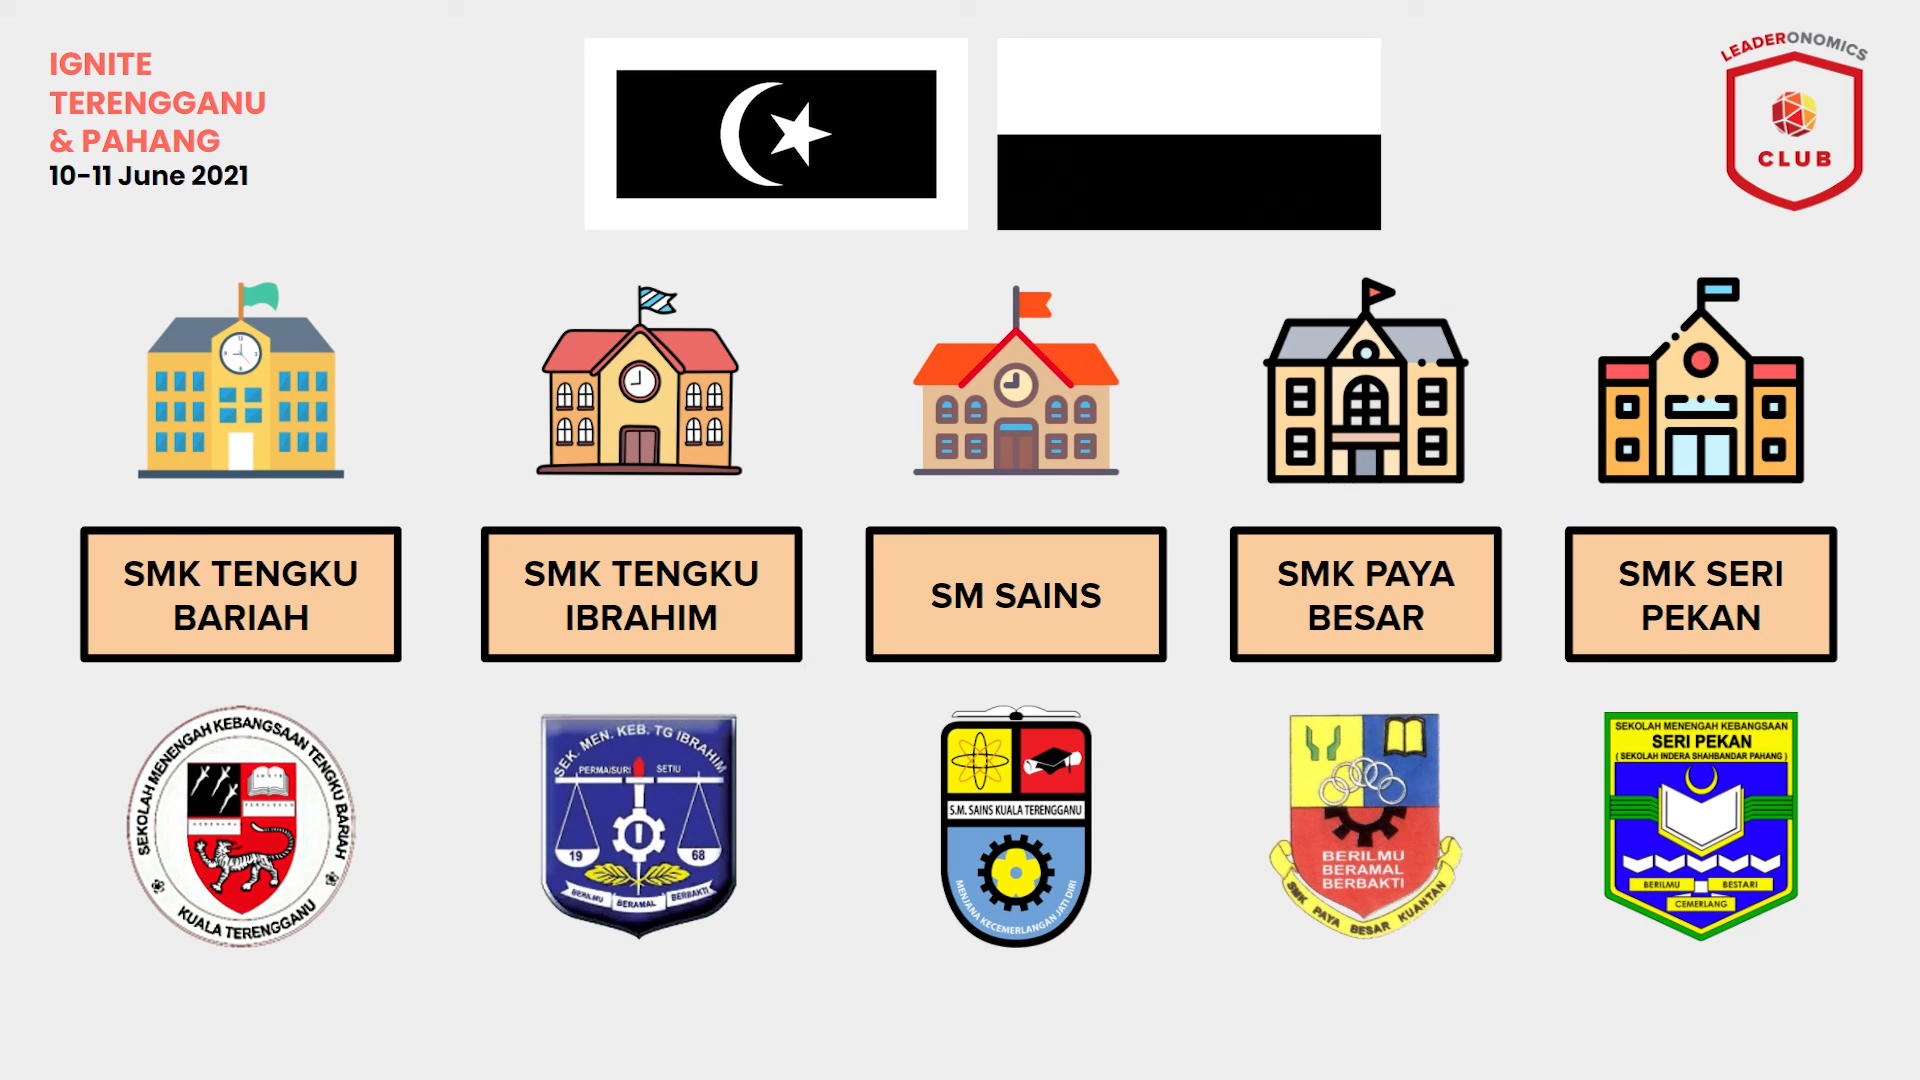 IGNITE
TERENGGANU
& PAHANG
10-11 June 2021
LEADERONOMICS
CLUB
SMK TENGKU
BARIAH
SMK TENGKU
IBRAHIM
SM SAINS
SMK PAYA
BESAR
SMK SERI
PEKAN
SEKOLAH MENENGAH KEBANGSAAN TENGKU BARIAH
KUALA TERENGGANU
SEK. MEN. KEB. TG IBRAHIM
PERMAISURI SETIU
19 68
BERILMU BERAMAL BERBAKTI
S.M. SAINS KUALA TERENGGANU
MENJANA KECEMERLANGAN JATI DIRI
BERILMU
BERAMAL
BERBAKTI
SMK PAYA BESAR KUANTAN
SEKOLAH MENENGAH KEBANGSAAN
SERI PEKAN
( SEKOLAH INDERA SHAHBANDAR PAHANG )
BERILMU BESTARI
CEMERLANG